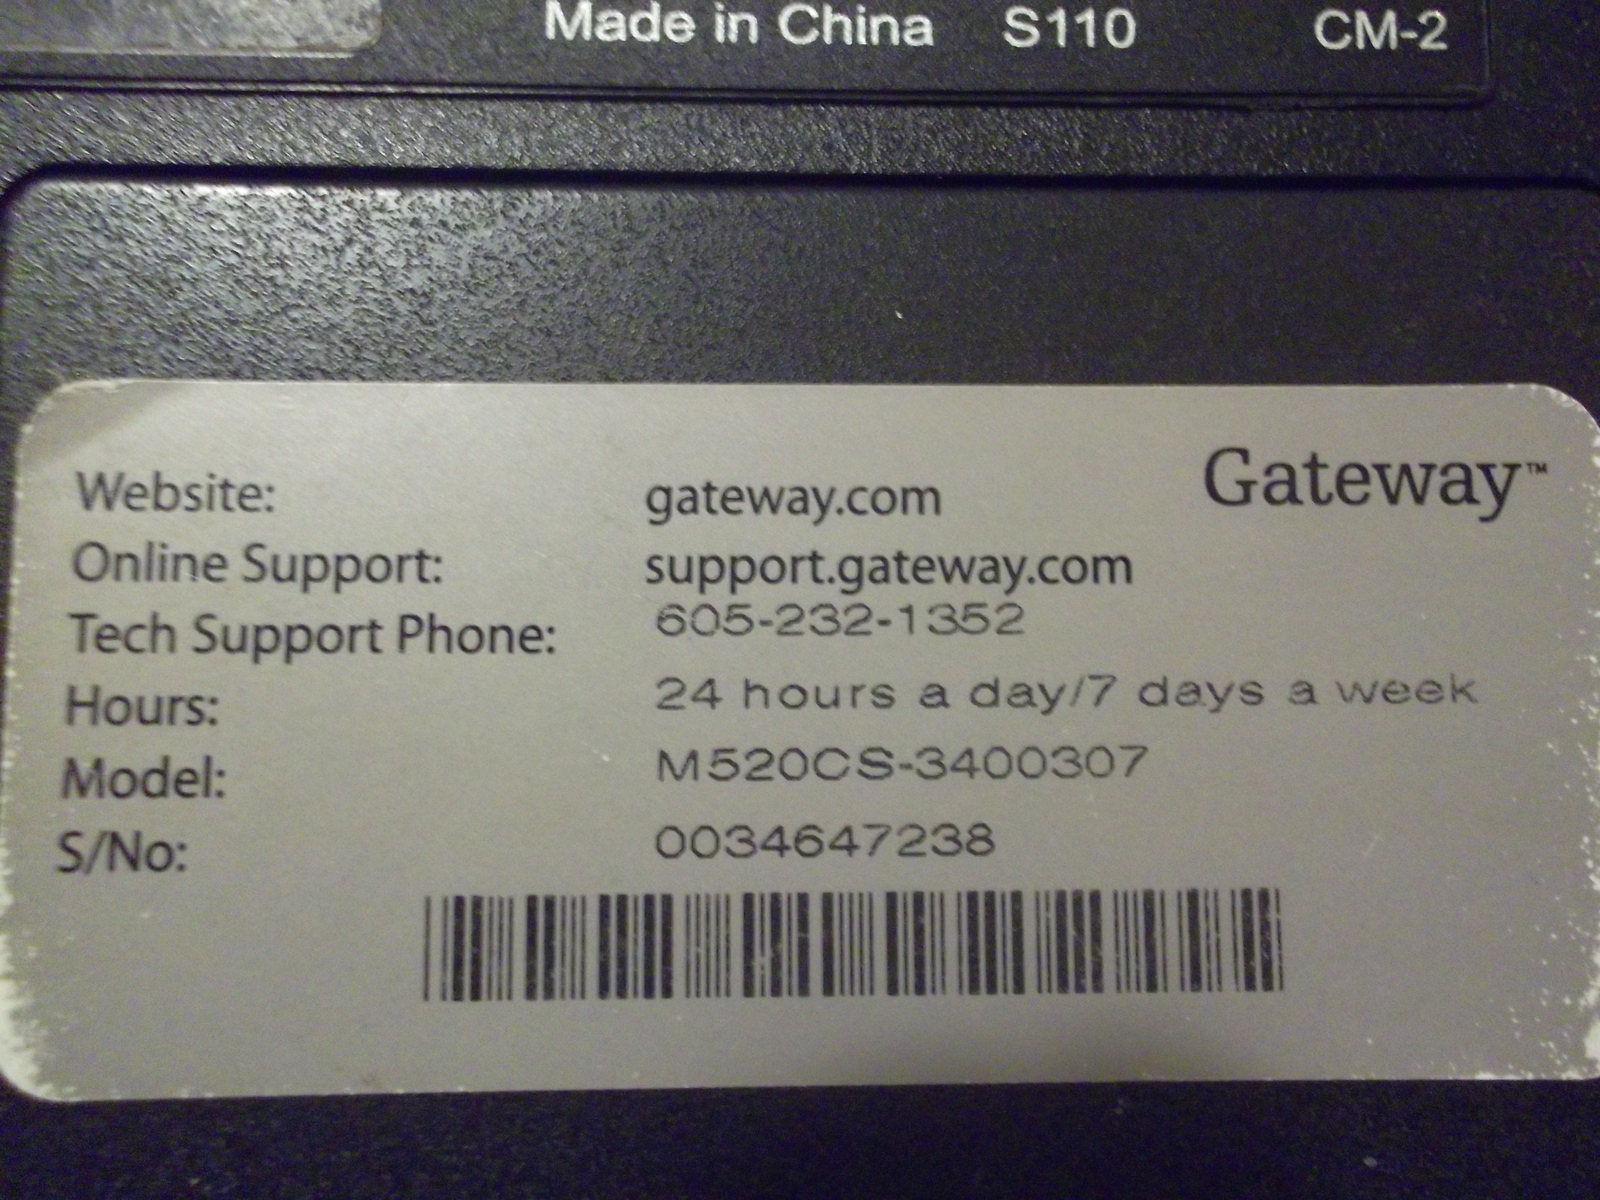 Made in China S110 CM-2
Gateway™
Website: gateway.com
Online Support: support.gateway.com
Tech Support Phone: 605-232-1352
Hours: 24 hours a day/7 days a week
Model: M520CS-3400307
S/No: 0034647238